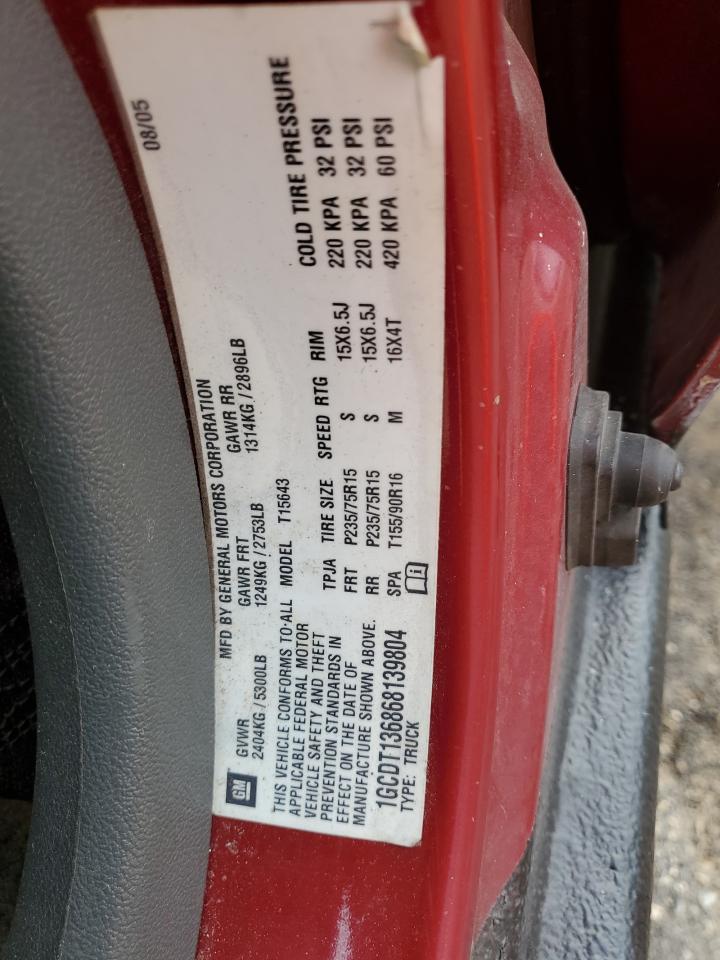 MFD BY GENERAL MOTORS CORPORATION 08/05
GM
GVWR GAWR FRT GAWR RR
2404KG / 5300LB 1249KG / 2753LB 1314KG / 2896LB
THIS VEHICLE CONFORMS TO ALL
APPLICABLE FEDERAL MOTOR
VEHICLE SAFETY AND THEFT
PREVENTION STANDARDS IN
EFFECT ON THE DATE OF
MANUFACTURE SHOWN ABOVE.
1GCDT136868139804
TYPE: TRUCK
MODEL T15643
TPJA TIRE SIZE SPEED RTG RIM COLD TIRE PRESSURE
FRT P235/75R15 S 15X6.5J 220 KPA 32 PSI
RR P235/75R15 S 15X6.5J 220 KPA 32 PSI
SPA T155/90R16 M 16X4T 420 KPA 60 PSI